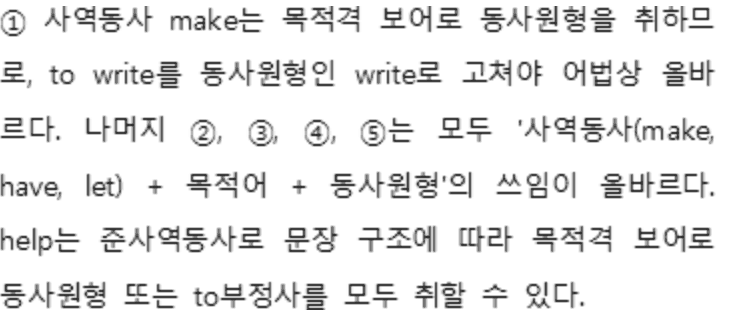 ① 사역동사 make는 목적격 보어로 동사원형을 취하므
로, to write를 동사원형인 write로 고쳐야 어법상 올바
르다. 나머지 ②, ③, ④, ⑤는 모두 '사역동사(make,
have, let) + 목적어 + 동사원형'의 쓰임이 올바르다.
help는 준사역동사로 문장 구조에 따라 목적격 보어로
동사원형 또는 to부정사를 모두 취할 수 있다.